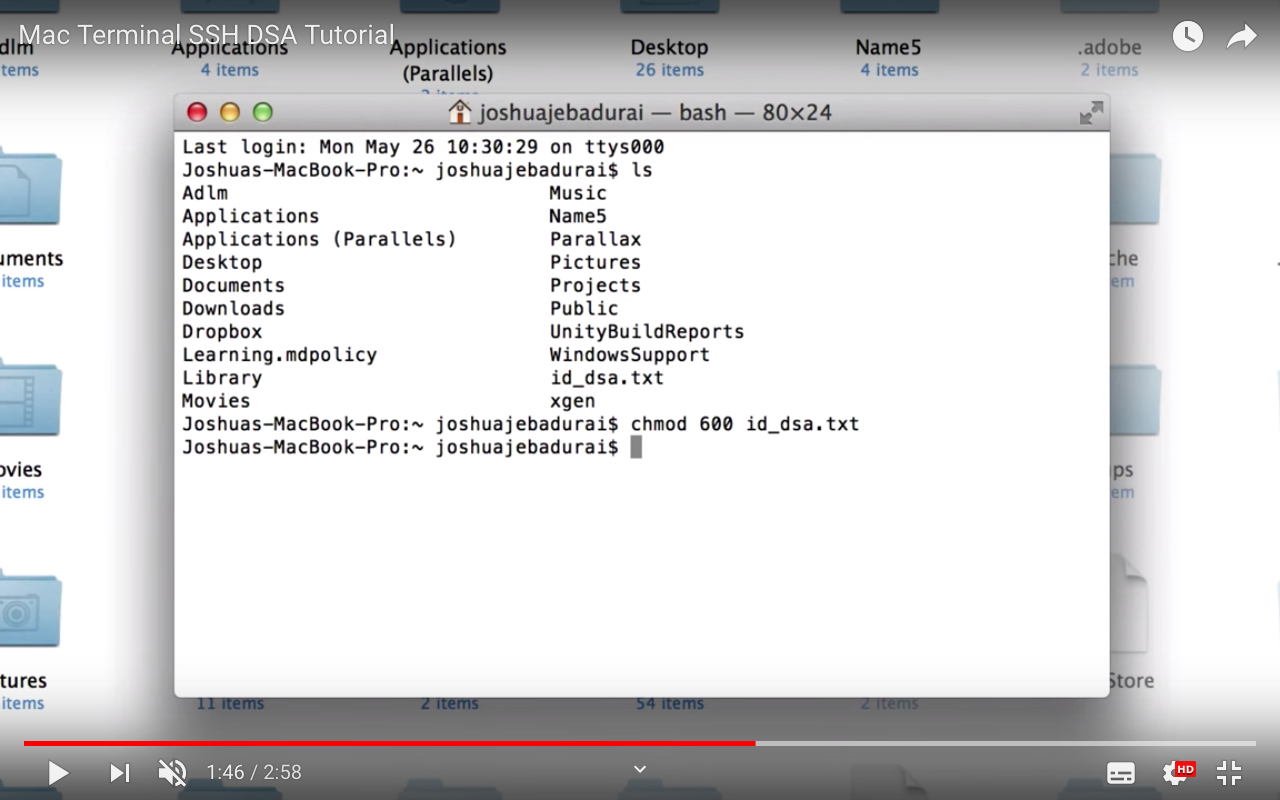 Mac Terminal SSH DSA Tutorial
dlm
Applications
Applications
Desktop
Name5
.adobe
tems
4 items
(Parallels)
26 items
4 items
2 items
joshuajebadurai — bash — 80×24
Last login: Mon May 26 10:30:29 on ttys000
Joshuas-MacBook-Pro:~ joshuajebadurai$ ls
Adlm Music
Applications Name5
Applications (Parallels) Parallax
Desktop Pictures
Documents Projects
Downloads Public
Dropbox UnityBuildReports
Learning.mdpolicy WindowsSupport
Library id_dsa.txt
Movies xgen
Joshuas-MacBook-Pro:~ joshuajebadurai$ chmod 600 id_dsa.txt
Joshuas-MacBook-Pro:~ joshuajebadurai$
uments
items
che
em
ovies
items
ps
em
tures
items
11 items
2 items
54 items
2 items
Store
1:46 / 2:58
HD